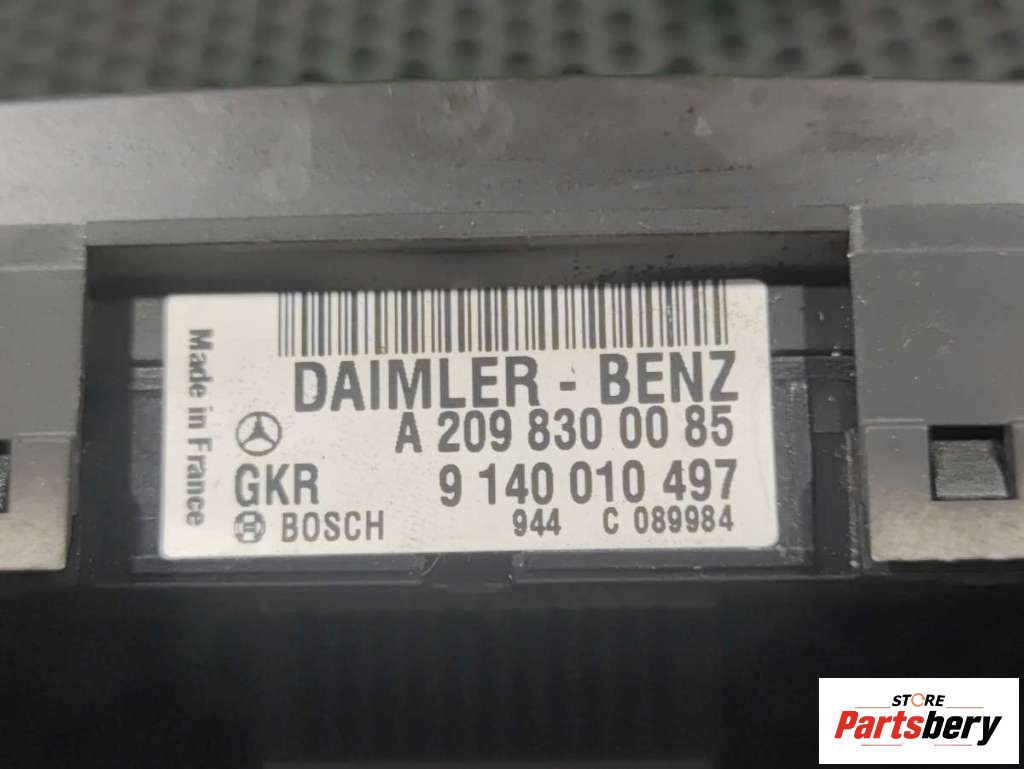 Made in France
DAIMLER - BENZ
A 209 830 00 85
GKR 9 140 010 497
BOSCH 944 C 089984
STORE
Partsbery